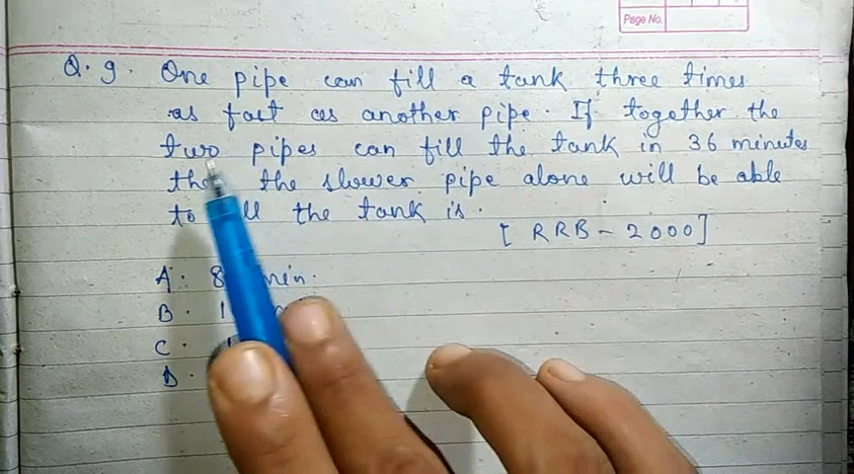 Page No.
Q. 9. One pipe can fill a tank three times
as fast as another pipe. If together the
two pipes can fill the tank in 36 minutes
the slower pipe alone will be able
to the tank is.
[ RRB - 2000]
A.
B.
C.
D.